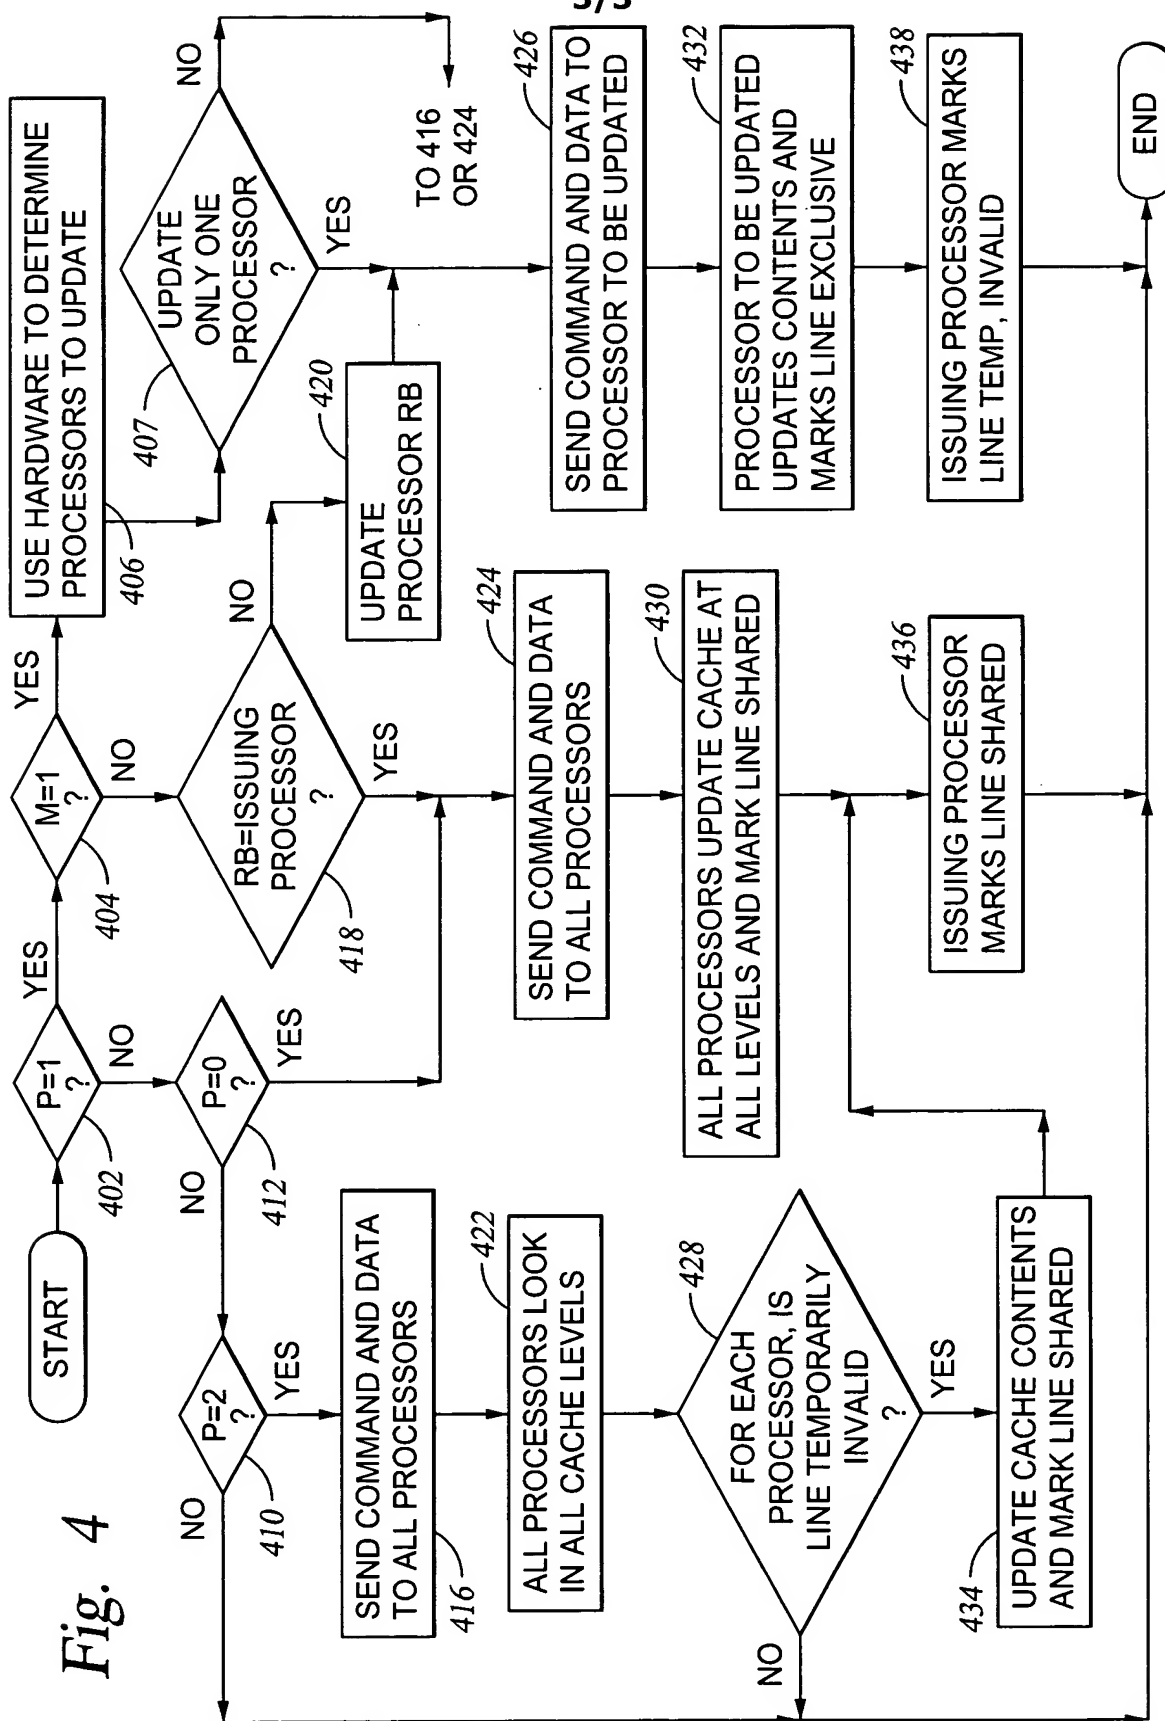 3/3
Fig. 4
START
P=1
?
402
YES
NO
M=1
?
404
YES
NO
USE HARDWARE TO DETERMINE
PROCESSORS TO UPDATE
406
UPDATE
ONLY ONE
PROCESSOR
?
407
NO
YES
TO 416
OR 424
P=0
?
412
NO
YES
RB=ISSUING
PROCESSOR
?
418
NO
YES
UPDATE
PROCESSOR RB
420
P=2
?
410
NO
YES
SEND COMMAND AND DATA
TO ALL PROCESSORS
416
SEND COMMAND AND DATA
TO ALL PROCESSORS
424
SEND COMMAND AND DATA TO
PROCESSOR TO BE UPDATED
426
ALL PROCESSORS LOOK
IN ALL CACHE LEVELS
422
ALL PROCESSORS UPDATE CACHE AT
ALL LEVELS AND MARK LINE SHARED
430
PROCESSOR TO BE UPDATED
UPDATES CONTENTS AND
MARKS LINE EXCLUSIVE
432
FOR EACH
PROCESSOR, IS
LINE TEMPORARILY
INVALID
?
428
NO
YES
UPDATE CACHE CONTENTS
AND MARK LINE SHARED
434
ISSUING PROCESSOR
MARKS LINE SHARED
436
ISSUING PROCESSOR MARKS
LINE TEMP, INVALID
438
END